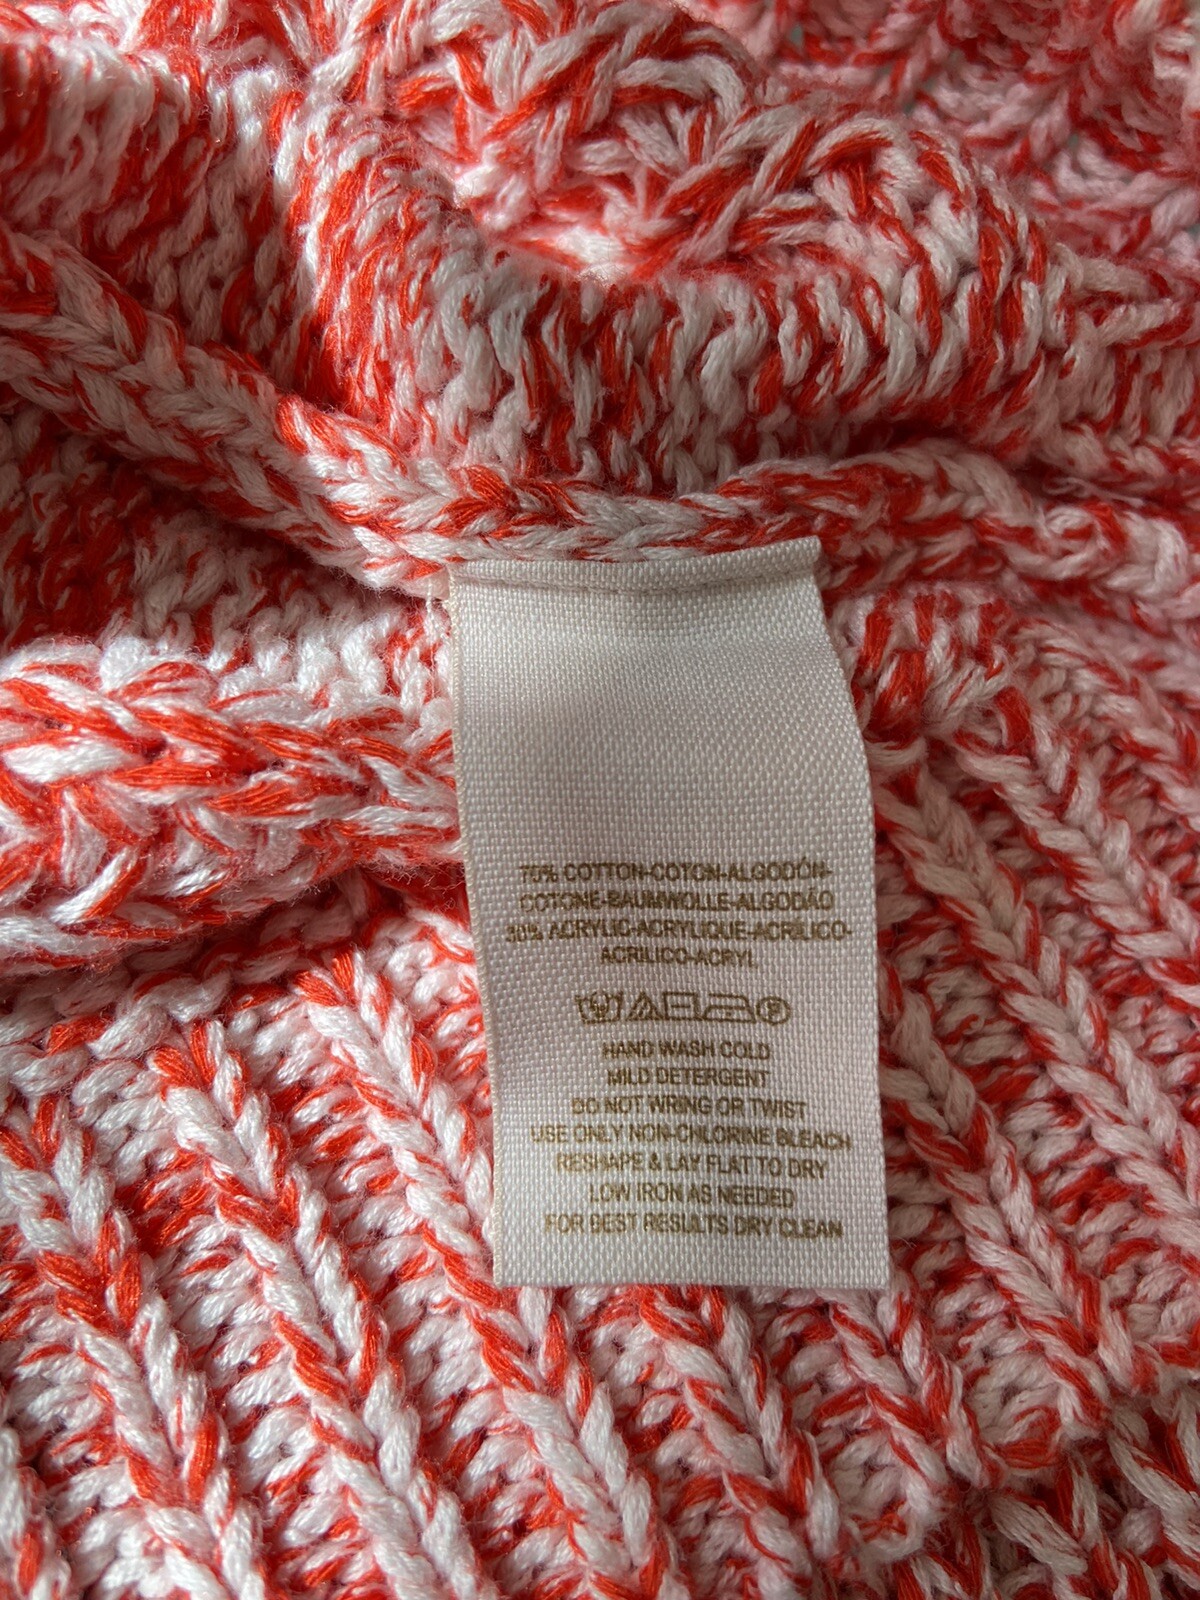 70% COTTON-COTON-ALGODÓN-
COTONE-BAUMWOLLE-ALGODÃO
30% ACRYLIC-ACRYLIQUE-ACRÍLICO-
ACRILICO-ACRYL
HAND WASH COLD
MILD DETERGENT
DO NOT WRING OR TWIST
USE ONLY NON-CHLORINE BLEACH
RESHAPE & LAY FLAT TO DRY
LOW IRON AS NEEDED
FOR BEST RESULTS DRY CLEAN